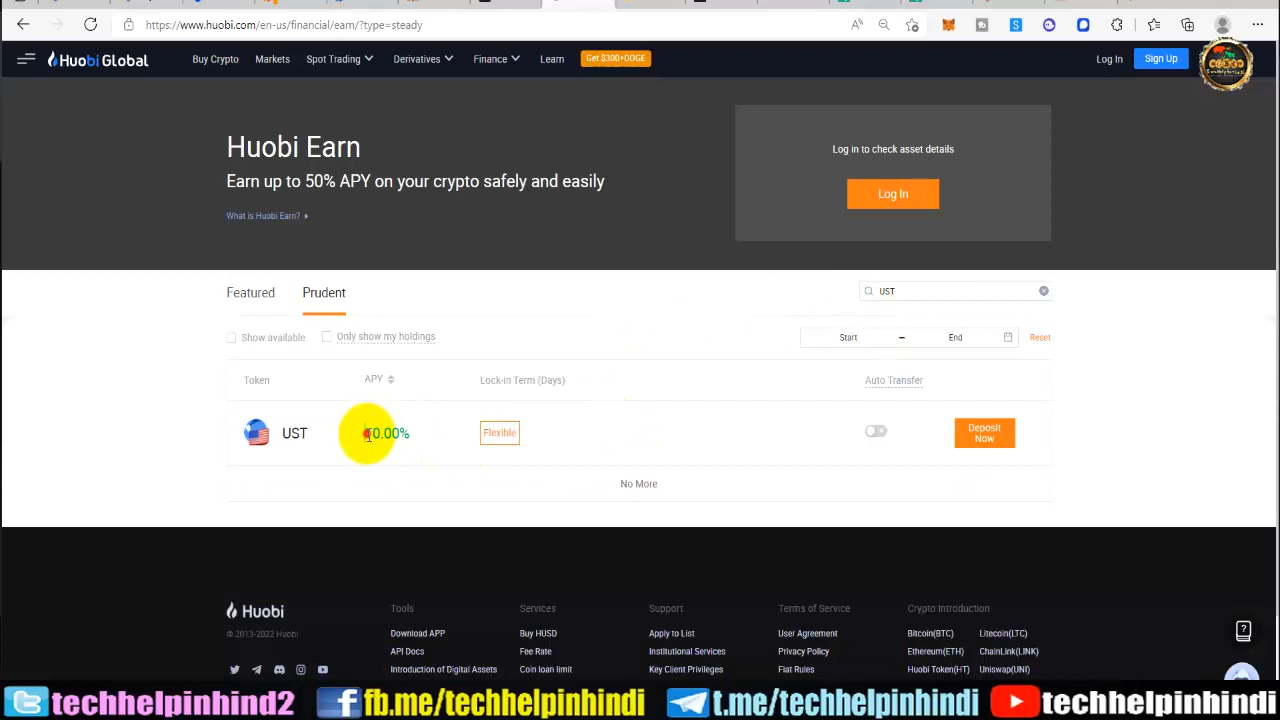 https://www.huobi.com/en-us/financial/earn/?type=steady
Huobi Global
Buy Crypto
Markets
Spot Trading
Derivatives
Finance
Learn
Get $300+DOGE
Log In
Sign Up
Huobi Earn
Earn up to 50% APY on your crypto safely and easily
What is Huobi Earn?
Log in to check asset details
Log In
Featured
Prudent
UST
Show available
Only show my holdings
Start
End
Reset
Token
APY
Lock-in Term (Days)
Auto Transfer
UST
Flexible
Deposit
Now
No More
Huobi
© 2013-2022 Huobi
Tools
Download APP
API Docs
Introduction of Digital Assets
Services
Buy HUSD
Fee Rate
Coin loan limit
Support
Apply to List
Institutional Services
Key Client Privileges
Terms of Service
User Agreement
Privacy Policy
Fiat Rules
Crypto Introduction
Bitcoin(BTC)
Litecoin(LTC)
Ethereum(ETH)
ChainLink(LINK)
Huobi Token(HT)
Uniswap(UNI)
techhelpinhind2
fb.me/techhelpinhindi
t.me/techhelpinhindi
techhelpinhindi